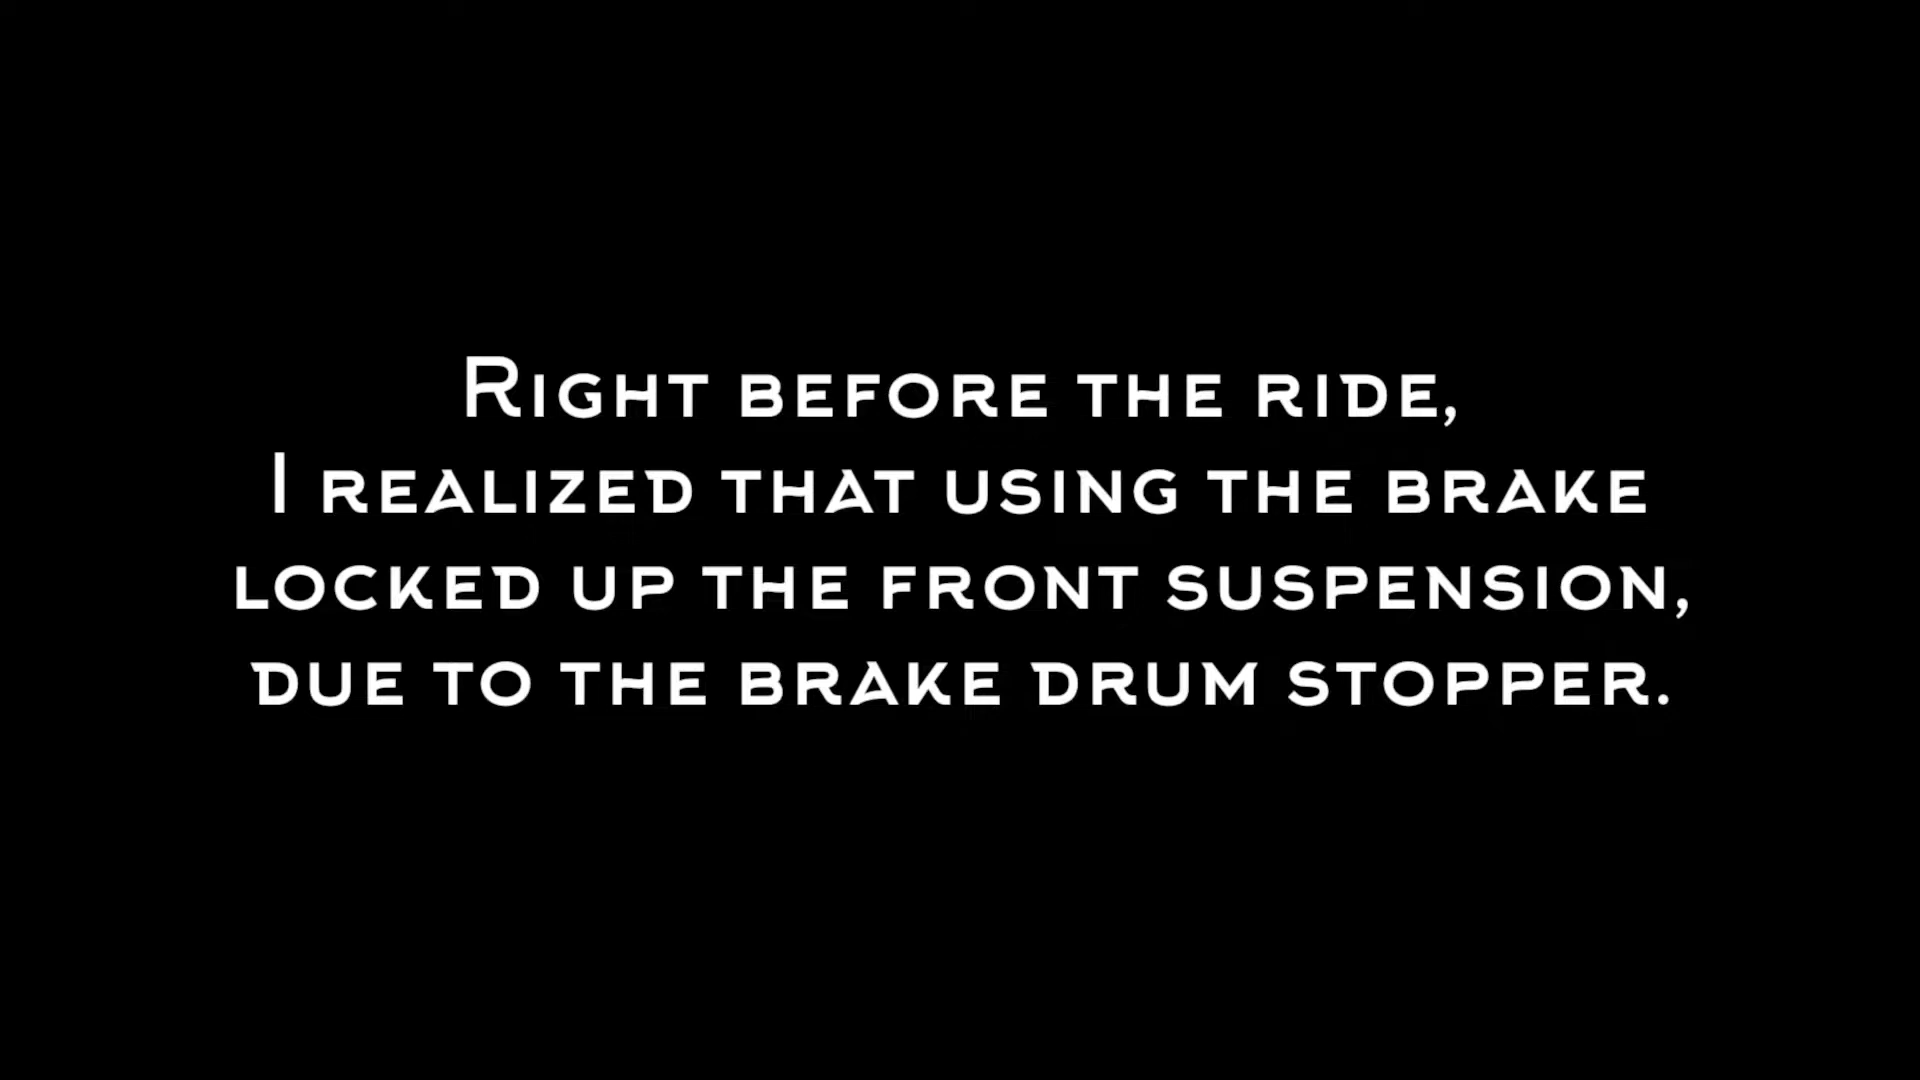 Right before the ride,
I realized that using the brake
locked up the front suspension,
due to the brake drum stopper.